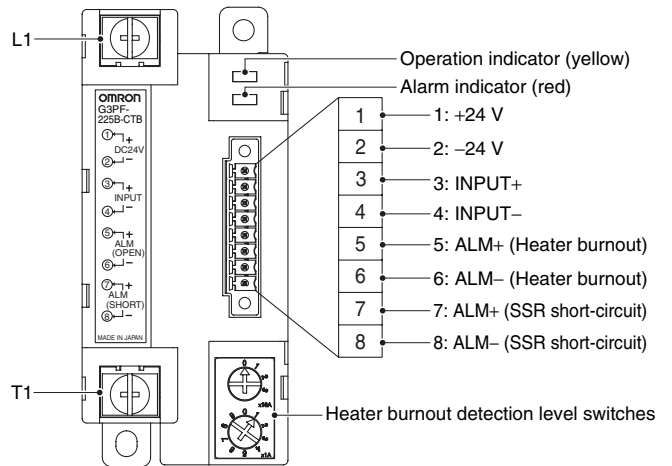 L1
Operation indicator (yellow)
Alarm indicator (red)
OMRON
G3PF-
225B-CTB
① +
DC24V
② −
③ +
INPUT
④ −
⑤ +
ALM
(OPEN)
⑥ −
⑦ +
ALM
(SHORT)
⑧ −
MADE IN JAPAN
1 1: +24 V
2 2: −24 V
3 3: INPUT+
4 4: INPUT−
5 5: ALM+ (Heater burnout)
6 6: ALM− (Heater burnout)
7 7: ALM+ (SSR short-circuit)
8 8: ALM− (SSR short-circuit)
T1
x10A
x1A
Heater burnout detection level switches